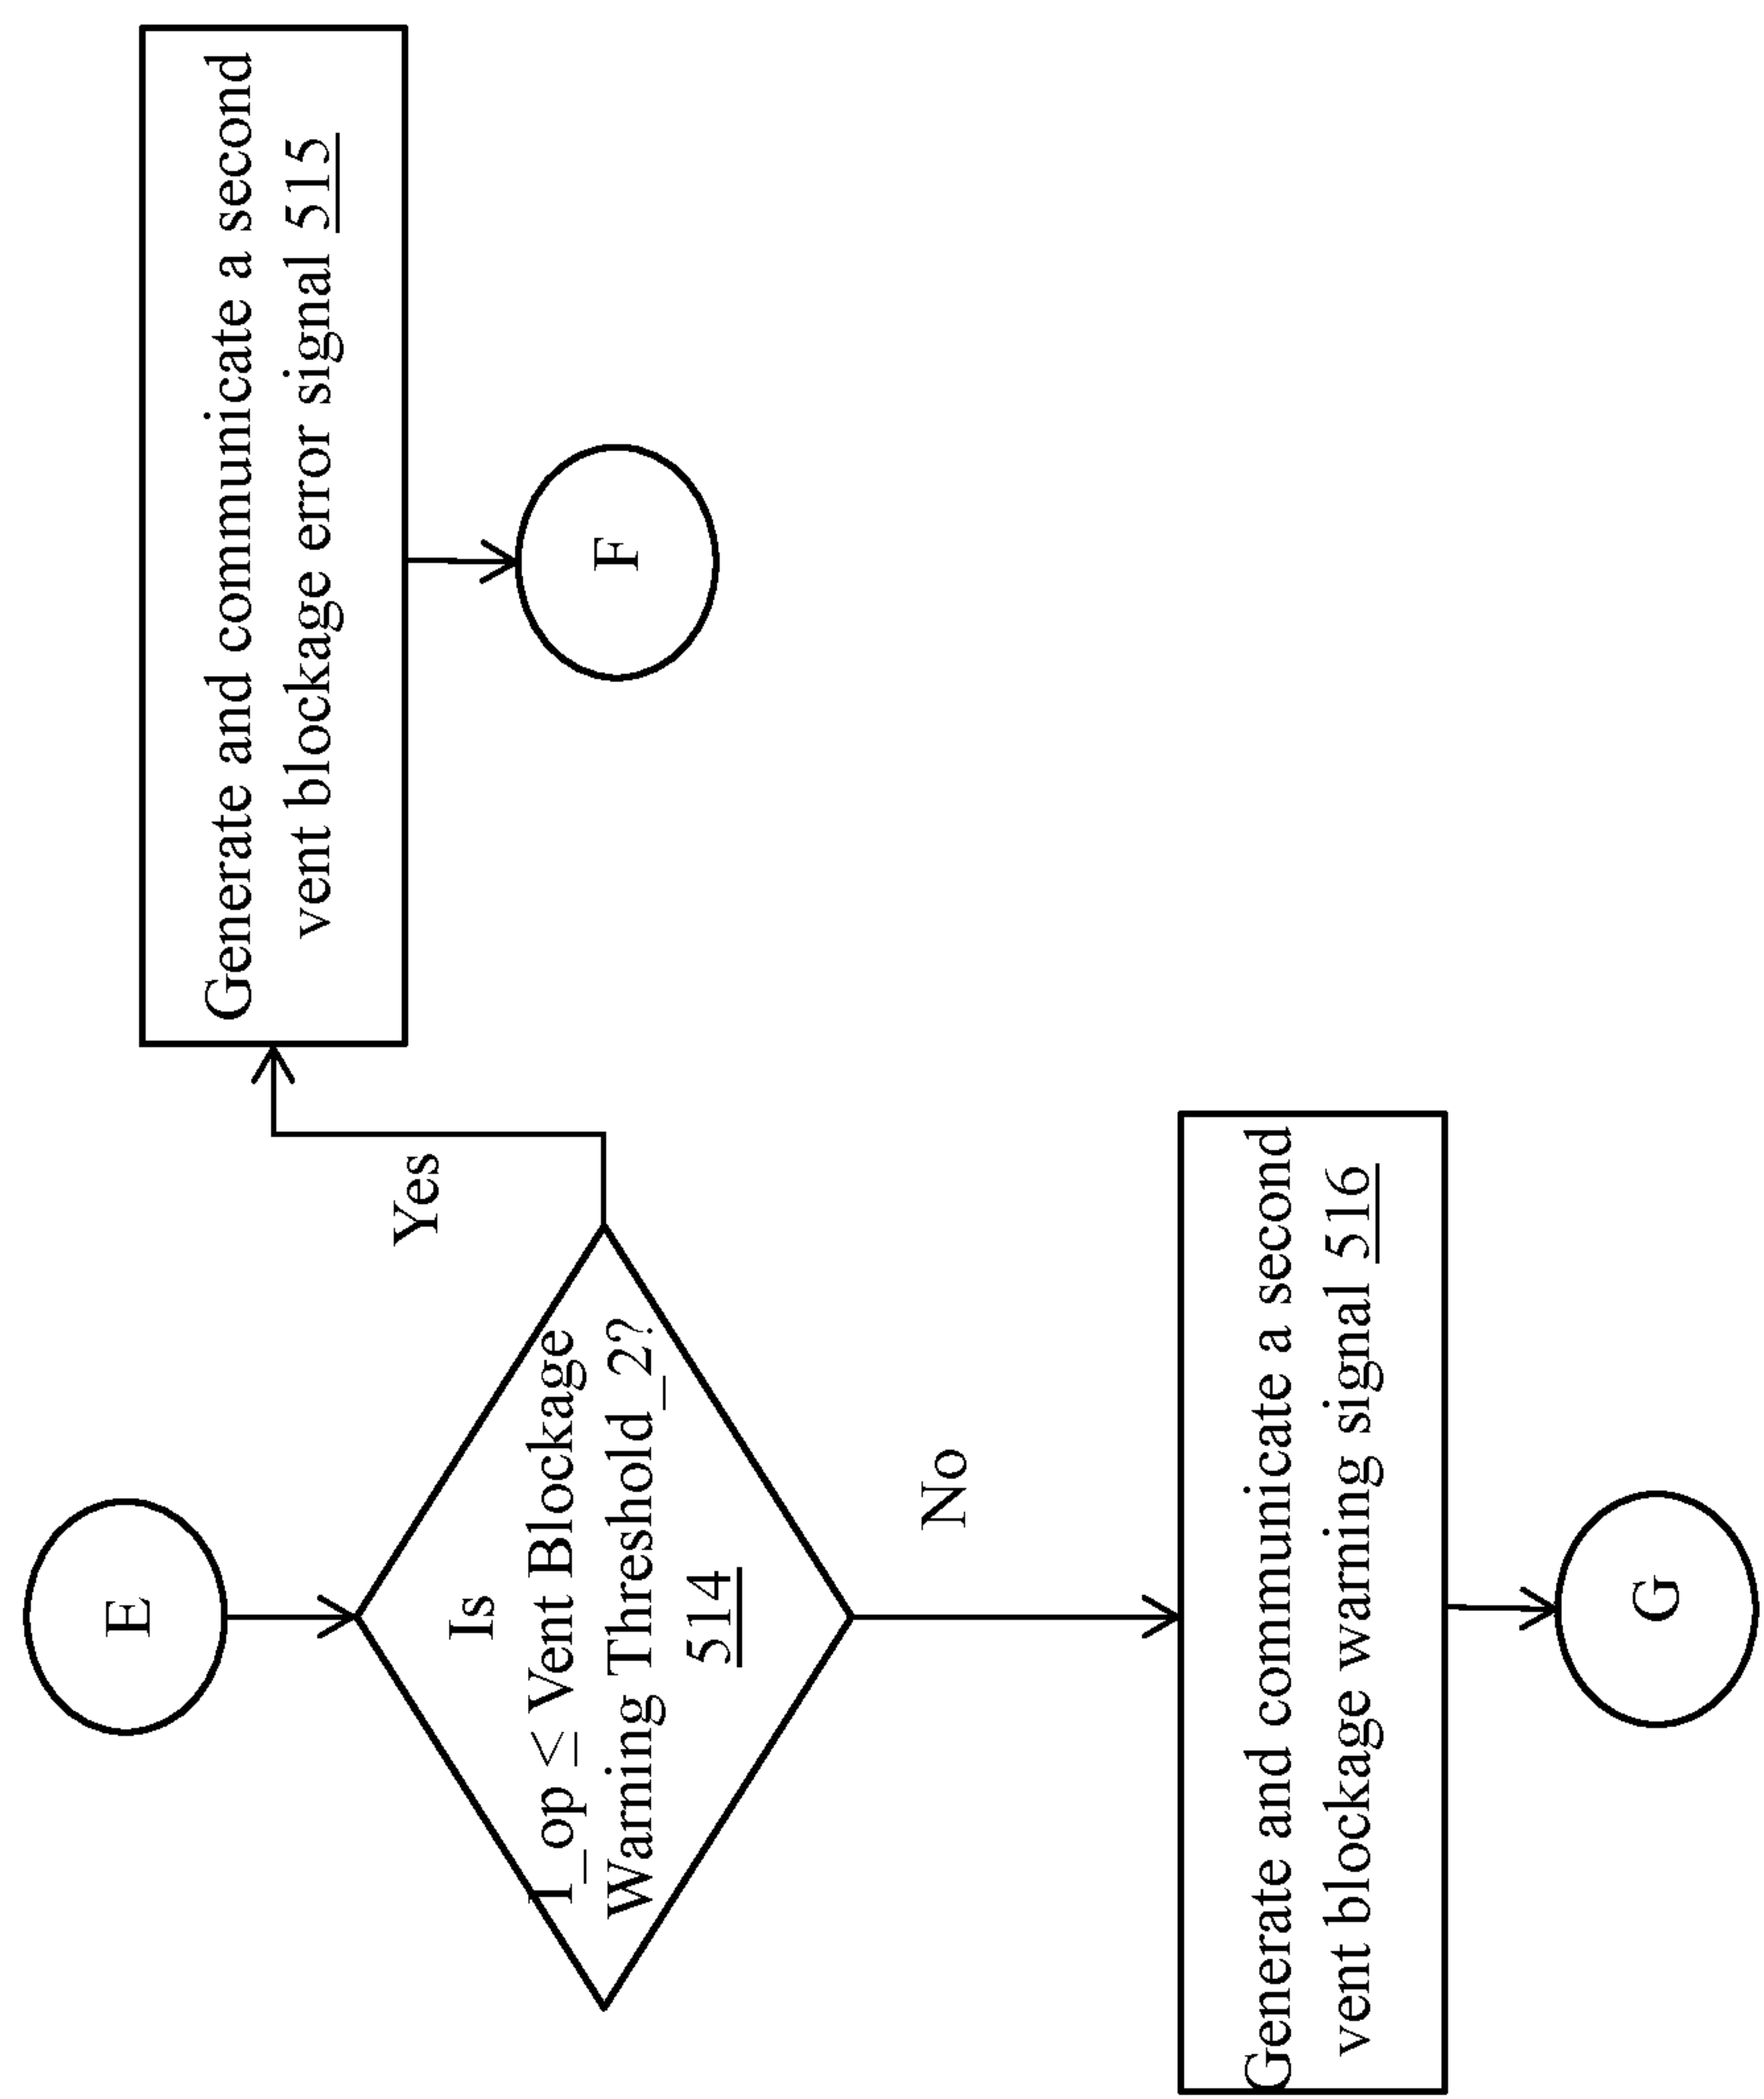 E
Is
I_op ≤ Vent Blockage
Warning Threshold_2?
514
Yes
Generate and communicate a second
vent blockage error signal 515
F
No
Generate and communicate a second
vent blockage warning signal 516
G